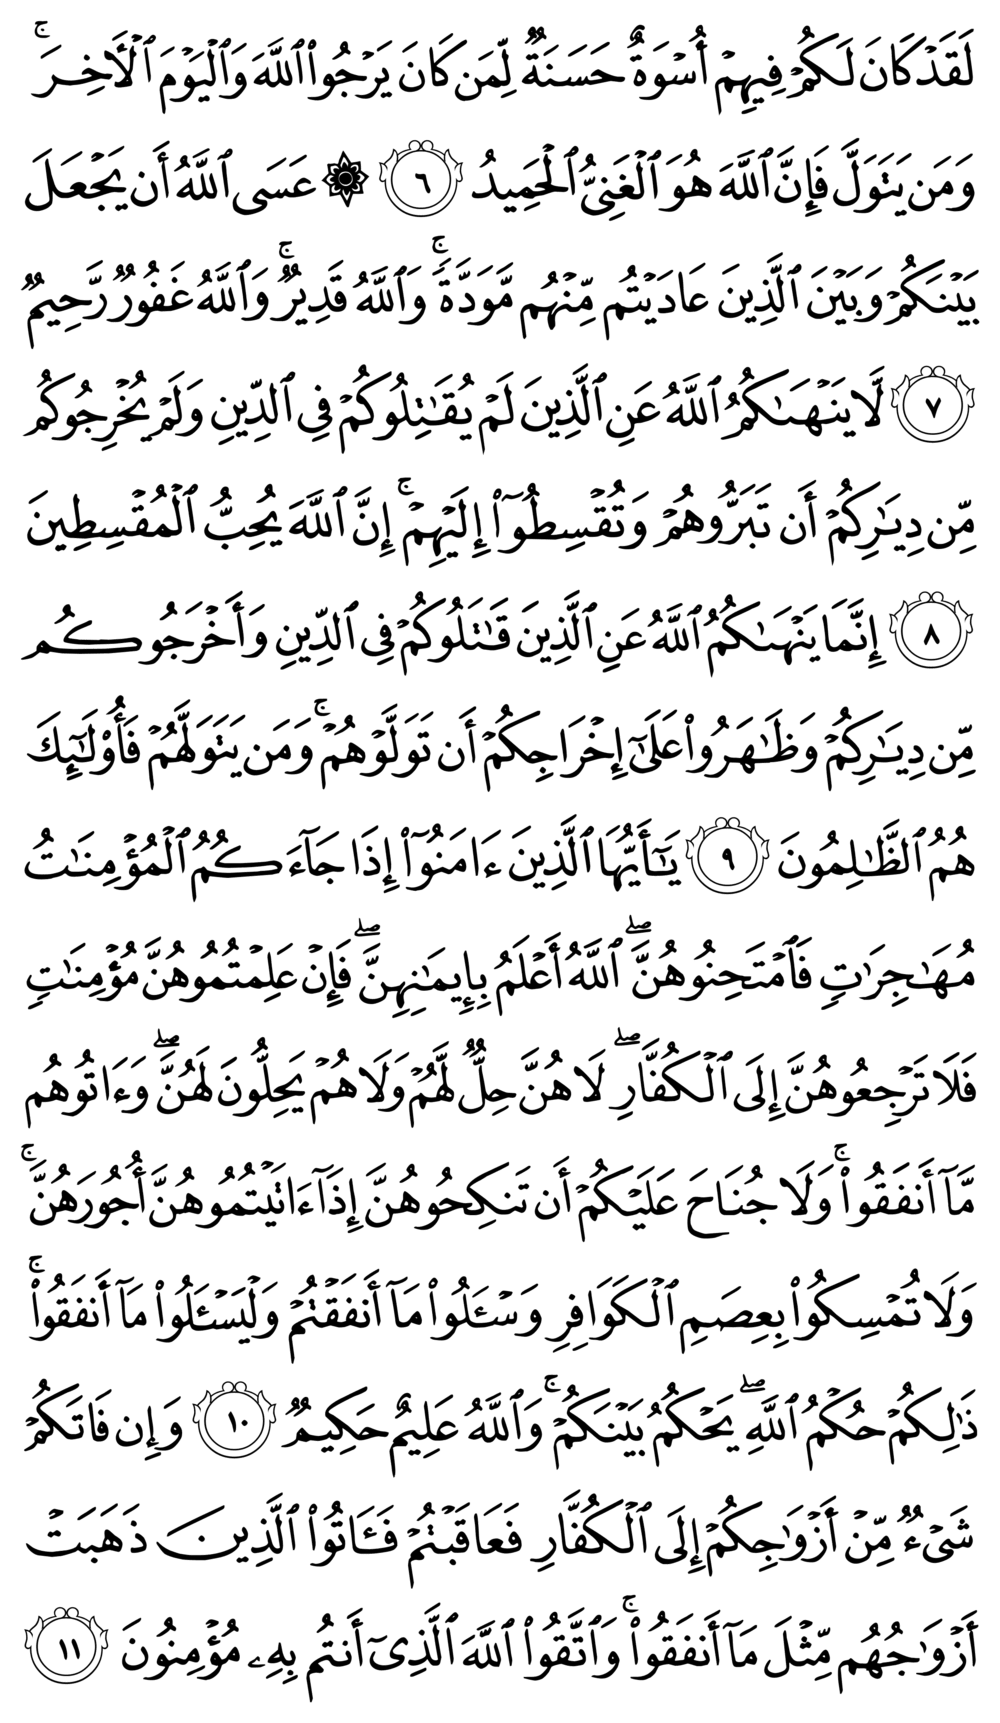 لَقَدۡ كَانَ لَكُمۡ فِيهِمۡ أُسۡوَةٌ حَسَنَةٞ لِّمَن كَانَ يَرۡجُواْ ٱللَّهَ وَٱلۡيَوۡمَ ٱلۡأٓخِرَۚ
وَمَن يَتَوَلَّ فَإِنَّ ٱللَّهَ هُوَ ٱلۡغَنِيُّ ٱلۡحَمِيدُ ٦ ۞ عَسَى ٱللَّهُ أَن يَجۡعَلَ
بَيۡنَكُمۡ وَبَيۡنَ ٱلَّذِينَ عَادَيۡتُم مِّنۡهُم مَّوَدَّةٗۚ وَٱللَّهُ قَدِيرٞۚ وَٱللَّهُ غَفُورٞ رَّحِيمٞ
٧ لَّا يَنۡهَىٰكُمُ ٱللَّهُ عَنِ ٱلَّذِينَ لَمۡ يُقَٰتِلُوكُمۡ فِي ٱلدِّينِ وَلَمۡ يُخۡرِجُوكُم
مِّن دِيَٰرِكُمۡ أَن تَبَرُّوهُمۡ وَتُقۡسِطُوٓاْ إِلَيۡهِمۡۚ إِنَّ ٱللَّهَ يُحِبُّ ٱلۡمُقۡسِطِينَ
٨ إِنَّمَا يَنۡهَىٰكُمُ ٱللَّهُ عَنِ ٱلَّذِينَ قَٰتَلُوكُمۡ فِي ٱلدِّينِ وَأَخۡرَجُوكُم
مِّن دِيَٰرِكُمۡ وَظَٰهَرُواْ عَلَىٰٓ إِخۡرَاجِكُمۡ أَن تَوَلَّوۡهُمۡۚ وَمَن يَتَوَلَّهُمۡ فَأُوْلَٰٓئِكَ
هُمُ ٱلظَّٰلِمُونَ ٩ يَٰٓأَيُّهَا ٱلَّذِينَ ءَامَنُوٓاْ إِذَا جَآءَكُمُ ٱلۡمُؤۡمِنَٰتُ
مُهَٰجِرَٰتٖ فَٱمۡتَحِنُوهُنَّۖ ٱللَّهُ أَعۡلَمُ بِإِيمَٰنِهِنَّۖ فَإِنۡ عَلِمۡتُمُوهُنَّ مُؤۡمِنَٰتٖ
فَلَا تَرۡجِعُوهُنَّ إِلَى ٱلۡكُفَّارِۖ لَا هُنَّ حِلّٞ لَّهُمۡ وَلَا هُمۡ يَحِلُّونَ لَهُنَّۖ وَءَاتُوهُم
مَّآ أَنفَقُواْۚ وَلَا جُنَاحَ عَلَيۡكُمۡ أَن تَنكِحُوهُنَّ إِذَآ ءَاتَيۡتُمُوهُنَّ أُجُورَهُنَّۚ
وَلَا تُمۡسِكُواْ بِعِصَمِ ٱلۡكَوَافِرِ وَسۡـَٔلُواْ مَآ أَنفَقۡتُمۡ وَلۡيَسۡـَٔلُواْ مَآ أَنفَقُواْۚ
ذَٰلِكُمۡ حُكۡمُ ٱللَّهِۖ يَحۡكُمُ بَيۡنَكُمۡۚ وَٱللَّهُ عَلِيمٌ حَكِيمٞ ١٠ وَإِن فَاتَكُمۡ
شَيۡءٞ مِّنۡ أَزۡوَٰجِكُمۡ إِلَى ٱلۡكُفَّارِ فَعَاقَبۡتُمۡ فَـَٔاتُواْ ٱلَّذِينَ ذَهَبَتۡ
أَزۡوَٰجُهُم مِّثۡلَ مَآ أَنفَقُواْۚ وَٱتَّقُواْ ٱللَّهَ ٱلَّذِيٓ أَنتُم بِهِۦ مُؤۡمِنُونَ ١١